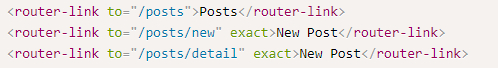 <router-link to="/posts">Posts</router-link>
<router-link to="/posts/new" exact>New Post</router-link>
<router-link to="/posts/detail" exact>New Post</router-link>